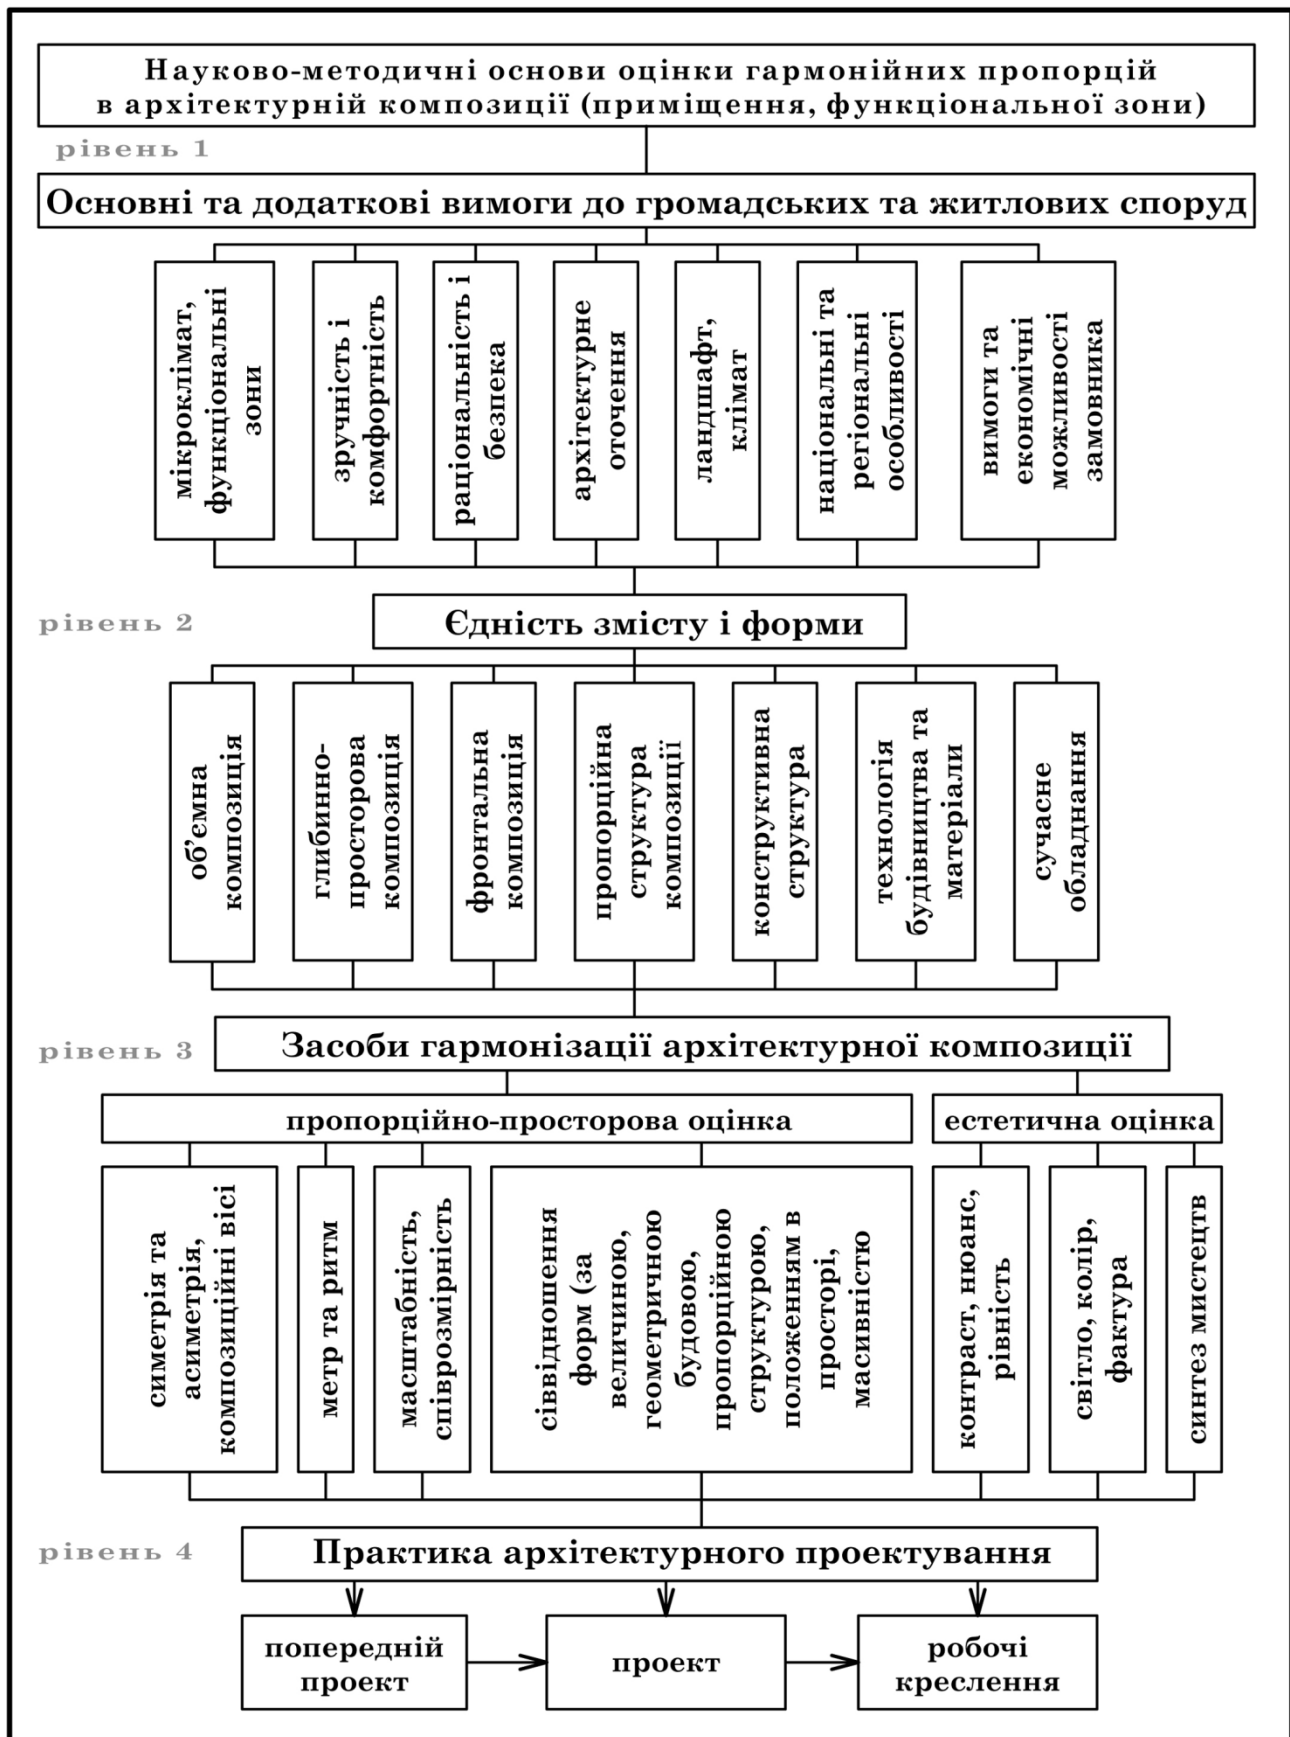 Науково-методичні основи оцінки гармонійних пропорцій
в архітектурній композиції (приміщення, функціональної зони)
рівень 1
Основні та додаткові вимоги до громадських та житлових споруд
мікроклімат,
функціональні
зони
зручність і
комфортність
раціональність і
безпека
архітектурне
оточення
ландшафт,
клімат
національні та
регіональні
особливості
вимоги та
економічні
можливості
замовника
рівень 2
Єдність змісту і форми
об’ємна
композиція
глибинно-
просторова
композиція
фронтальна
композиція
пропорційна
структура
композиції
конструктивна
структура
технологія
будівництва та
матеріали
сучасне
обладнання
рівень 3
Засоби гармонізації архітектурної композиції
пропорційно-просторова оцінка
естетична оцінка
симетрія та
асиметрія,
композиційні вісі
метр та ритм
масштабність,
співрозмірність
сіввідношення
форм (за
величиною,
геометричною
будовою,
пропорційною
структурою,
положенням в
просторі,
масивністю
контраст, нюанс,
рівність
світло, колір,
фактура
синтез мистецтв
рівень 4
Практика архітектурного проектування
попередній
проект
проект
робочі
креслення